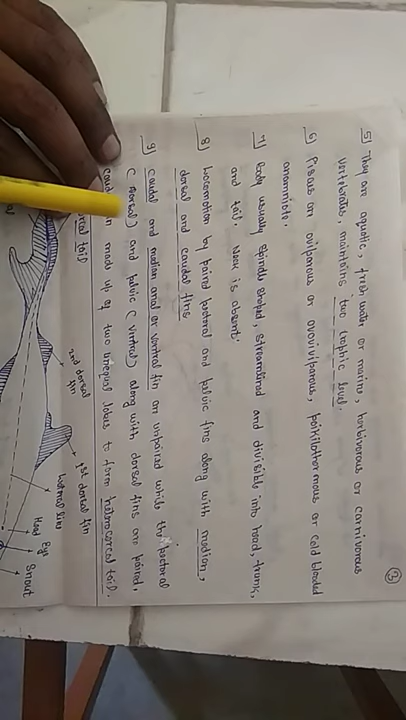 ③
5) They are aquatic, fresh water or marine, herbivorous or carnivorous
vertebrates, maintains two trophic level.
6) Pisces are oviparous or ovoviviparous, poikilothermous or cold blooded
anamniote.
7) Body usually spindle shaped, streamlined and divisible into head, trunk,
and tail. Neck is absent.
8) Locomotion by paired pectoral and pelvic fins along with median,
dorsal and caudal fins
9) Caudal and median anal or ventral fin are unpaired while the pectoral
( Dorsal) and pelvic ( Ventral) along with dorsal fins are paired.
made up of two unequal lobes to form heterocercal tail.
tail
2nd dorsal
fin
1st dorsal fin
lateral line
Head
Eye
Snout